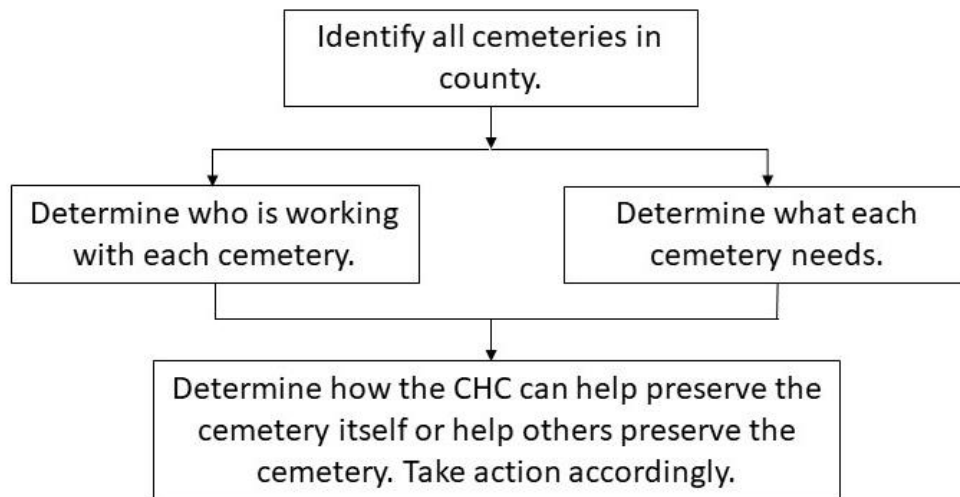 Identify all cemeteries in
county.
Determine who is working
with each cemetery.
Determine what each
cemetery needs.
Determine how the CHC can help preserve the
cemetery itself or help others preserve the
cemetery. Take action accordingly.